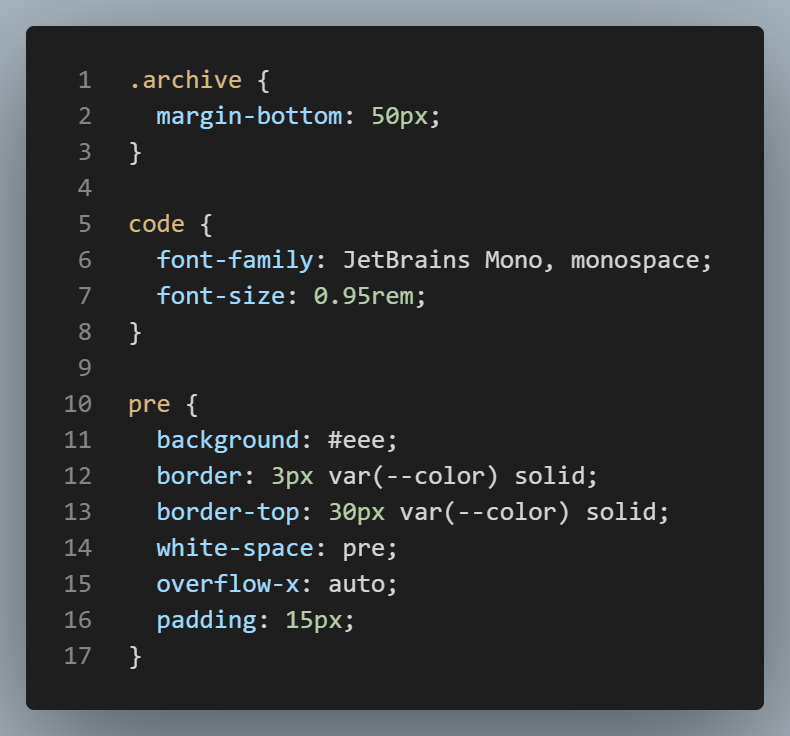 1 .archive {
2   margin-bottom: 50px;
3 }
4
5 code {
6   font-family: JetBrains Mono, monospace;
7   font-size: 0.95rem;
8 }
9
10 pre {
11   background: #eee;
12   border: 3px var(--color) solid;
13   border-top: 30px var(--color) solid;
14   white-space: pre;
15   overflow-x: auto;
16   padding: 15px;
17 }